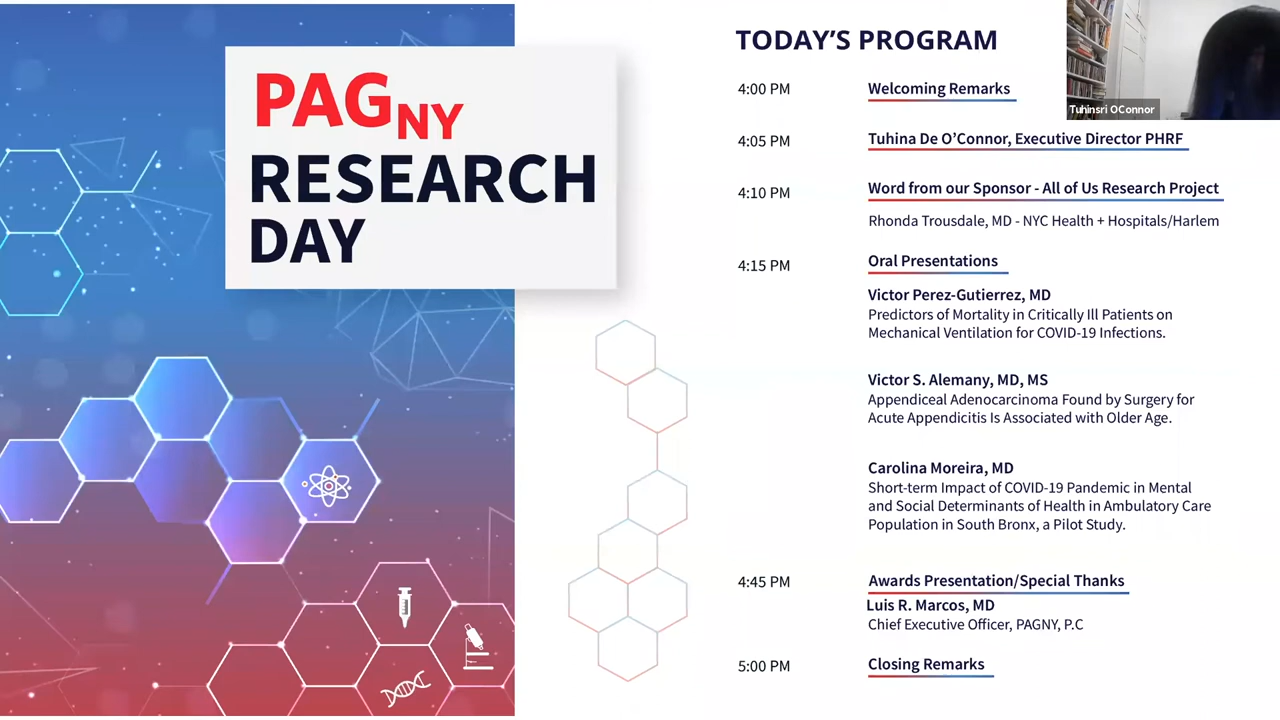 PAGNY
RESEARCH
DAY
TODAY’S PROGRAM
Tuhinsri OConnor
4:00 PM
Welcoming Remarks
4:05 PM
Tuhina De O’Connor, Executive Director PHRF
4:10 PM
Word from our Sponsor - All of Us Research Project
Rhonda Trousdale, MD - NYC Health + Hospitals/Harlem
4:15 PM
Oral Presentations
Victor Perez-Gutierrez, MD
Predictors of Mortality in Critically Ill Patients on
Mechanical Ventilation for COVID-19 Infections.
Victor S. Alemany, MD, MS
Appendiceal Adenocarcinoma Found by Surgery for
Acute Appendicitis Is Associated with Older Age.
Carolina Moreira, MD
Short-term Impact of COVID-19 Pandemic in Mental
and Social Determinants of Health in Ambulatory Care
Population in South Bronx, a Pilot Study.
4:45 PM
Awards Presentation/Special Thanks
Luis R. Marcos, MD
Chief Executive Officer, PAGNY, P.C
5:00 PM
Closing Remarks